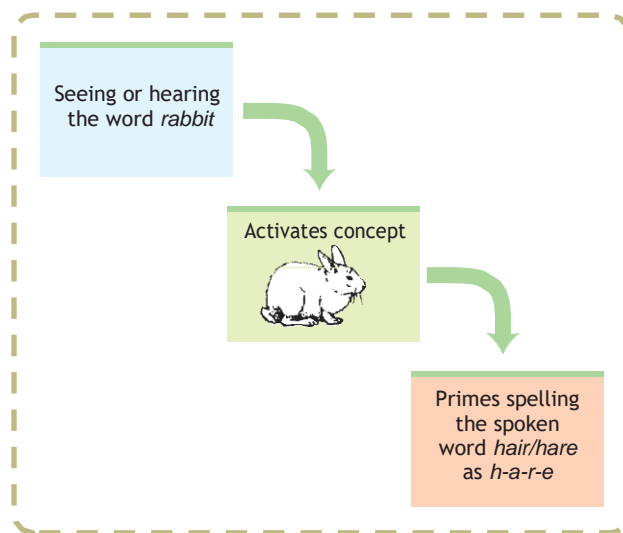 Seeing or hearing
the word rabbit
Activates concept
Primes spelling
the spoken
word hair/hare
as h-a-r-e